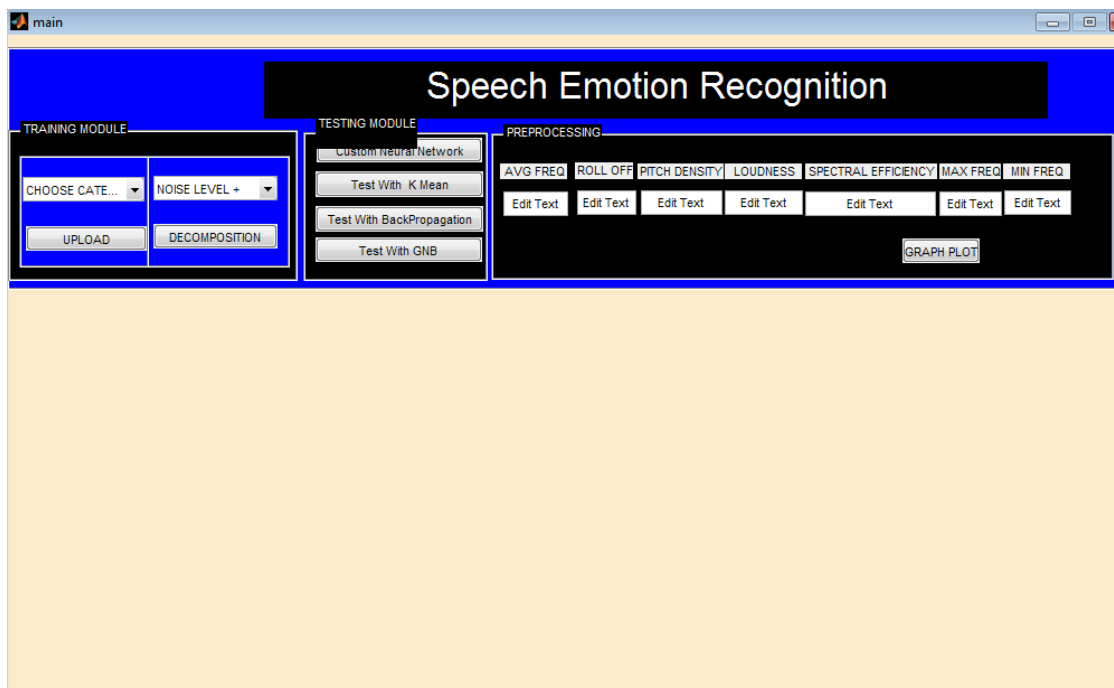 main
Speech Emotion Recognition
TRAINING MODULE
CHOOSE CATE...
NOISE LEVEL +
UPLOAD
DECOMPOSITION
TESTING MODULE
Custom Neural Network
Test With K Mean
Test With BackPropagation
Test With GNB
PREPROCESSING
AVG FREQ ROLL OFF PITCH DENSITY LOUDNESS SPECTRAL EFFICIENCY MAX FREQ MIN FREQ
Edit Text Edit Text Edit Text Edit Text Edit Text Edit Text Edit Text
GRAPH PLOT